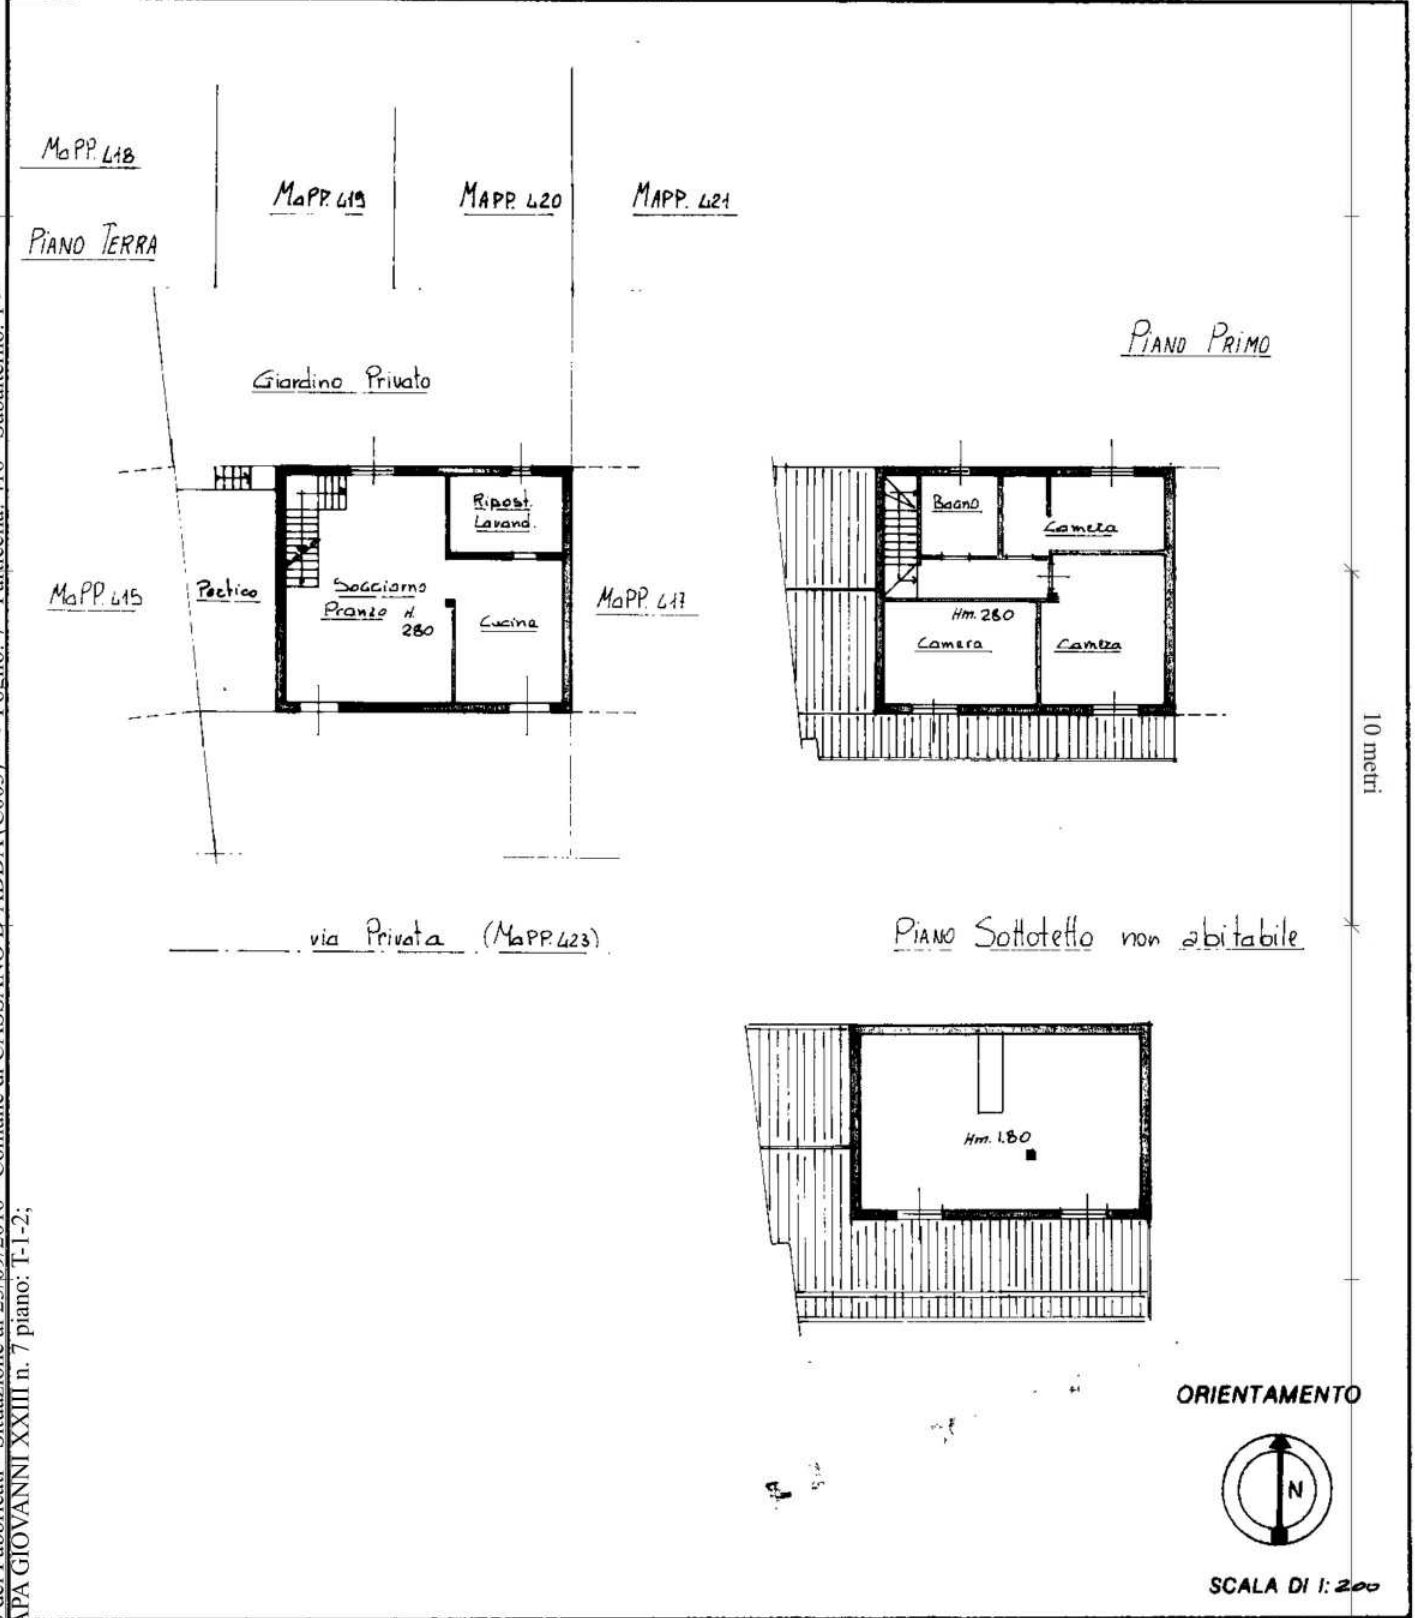 MAPP. 418
MAPP. 419
MAPP. 420
MAPP. 421
PIANO TERRA
PIANO PRIMO
Giardino Privato
Ripost.
Lavand.
Bagno
Camera
MAPP. 415
Portico
Soggiorno
Pranzo H.
280
Cucina
MAPP. 417
Hm. 280
Camera
Camera
10 metri
via Privata (MAPP. 423)
PIANO Sottotetto non abitabile
Hm. 1.80
ORIENTAMENTO
N
SCALA DI 1: 200
APA GIOVANNI XXIII n. 7 piano: T-1-2;